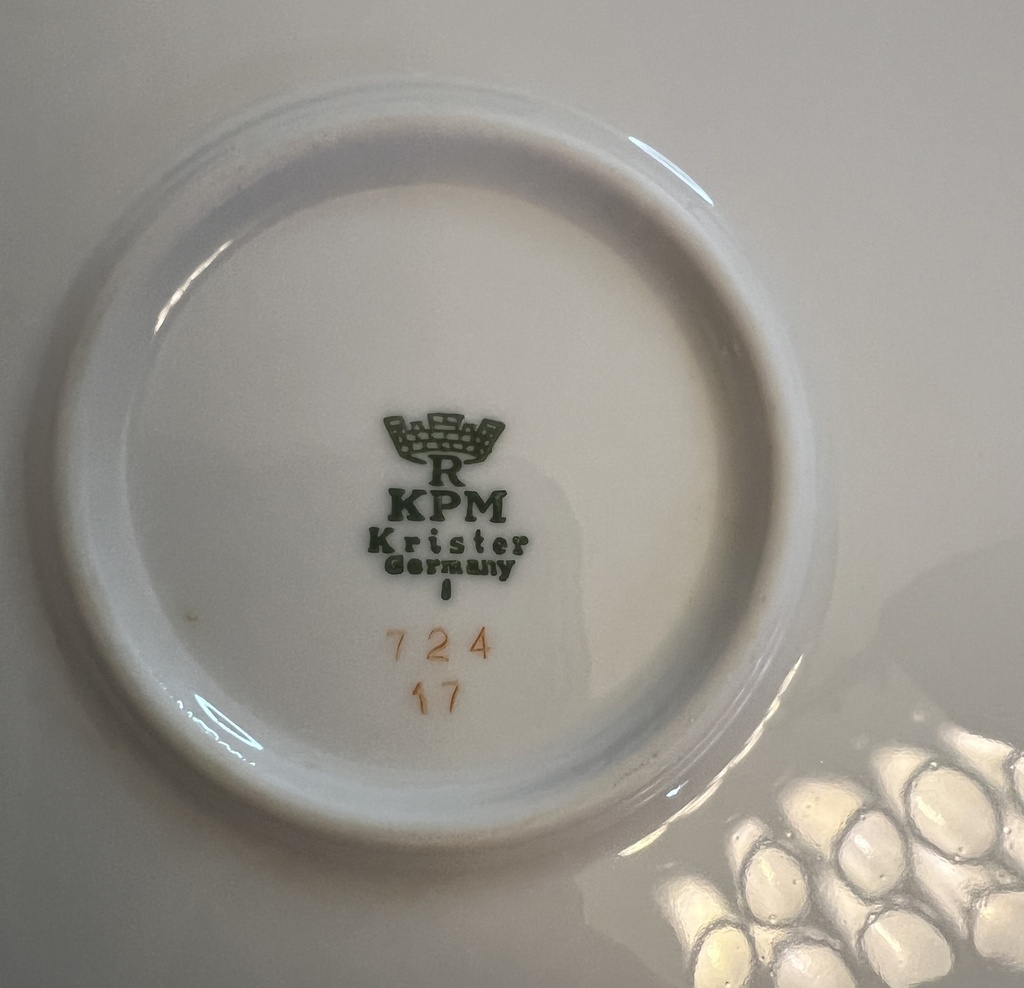 R
KPM
Krister
Germany
I
724
17